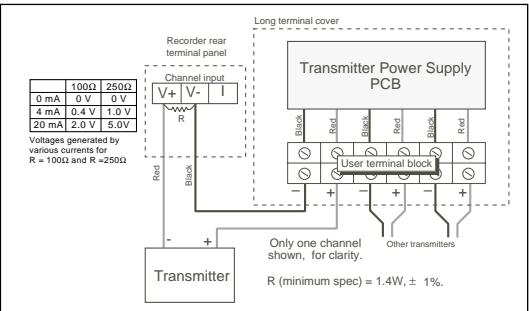 Long terminal cover
Recorder rear
terminal panel
Channel input
V+ V- I
R
100Ω 250Ω
0 mA 0 V 0 V
4 mA 0.4 V 1.0 V
20 mA 2.0 V 5.0V
Voltages generated by
various currents for
R = 100Ω and R =250Ω
Transmitter Power Supply
PCB
Black Red Black Red Black Red
User terminal block
− + − + − +
Red Black
- +
Transmitter
Only one channel
shown, for clarity.
Other transmitters
R (minimum spec) = 1.4W, ± 1%.